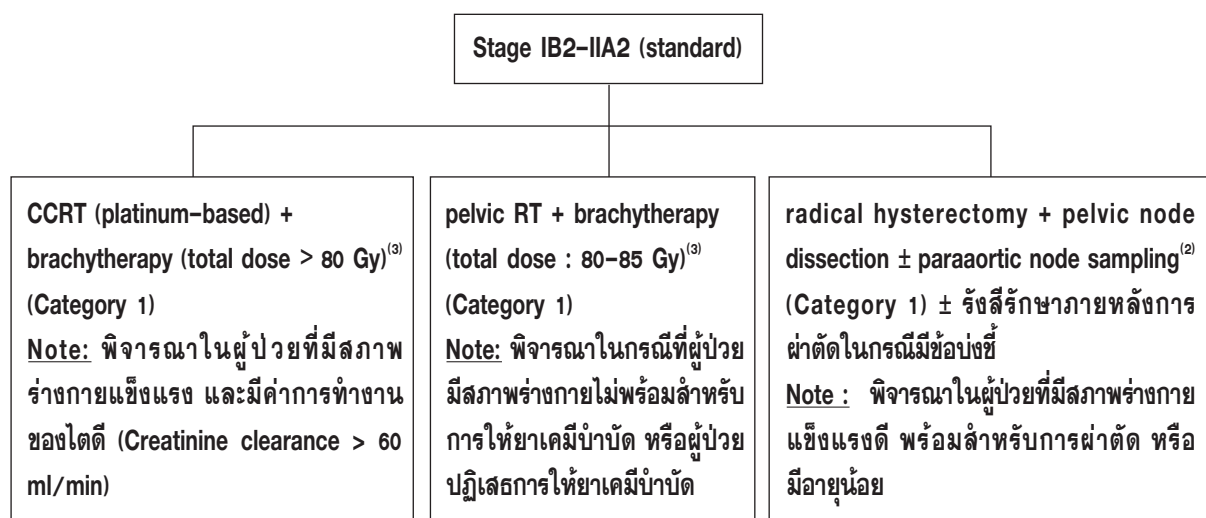 Stage IB2-IIA2 (standard)
CCRT (platinum-based) +
brachytherapy (total dose > 80 Gy)(3)
(Category 1)
Note: พิจารณาในผู้ป่วยที่มีสภาพ
ร่างกายแข็งแรง และมีค่าการทำงาน
ของไตดี (Creatinine clearance > 60
ml/min)
pelvic RT + brachytherapy
(total dose : 80-85 Gy)(3)
(Category 1)
Note: พิจารณาในกรณีที่ผู้ป่วย
มีสภาพร่างกายไม่พร้อมสำหรับ
การให้ยาเคมีบำบัด หรือผู้ป่วย
ปฏิเสธการให้ยาเคมีบำบัด
radical hysterectomy + pelvic node
dissection ± paraaortic node sampling(2)
(Category 1) ± รังสีรักษาภายหลังการ
ผ่าตัดในกรณีมีข้อบ่งชี้
Note : พิจารณาในผู้ป่วยที่มีสภาพร่างกาย
แข็งแรงดี พร้อมสำหรับการผ่าตัด หรือ
มีอายุน้อย